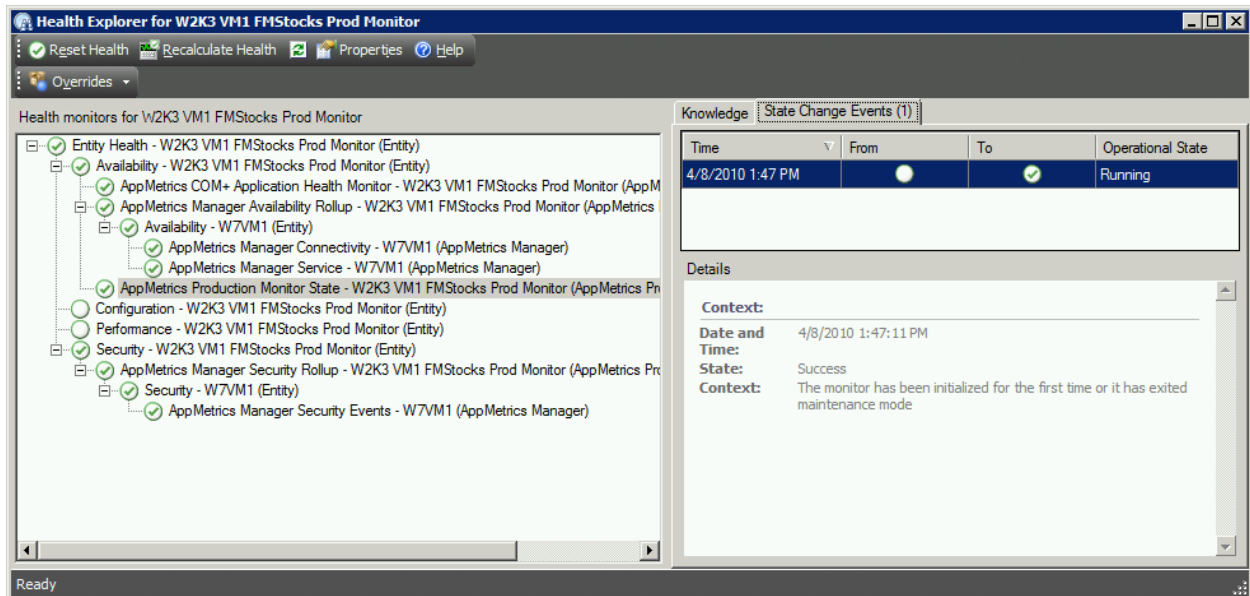 Health Explorer for W2K3 VM1 FMStocks Prod Monitor
Reset Health Recalculate Health Properties Help
Overrides
Health monitors for W2K3 VM1 FMStocks Prod Monitor
Entity Health - W2K3 VM1 FMStocks Prod Monitor (Entity)
Availability - W2K3 VM1 FMStocks Prod Monitor (Entity)
AppMetrics COM+ Application Health Monitor - W2K3 VM1 FMStocks Prod Monitor (AppM
AppMetrics Manager Availability Rollup - W2K3 VM1 FMStocks Prod Monitor (AppMetrics
Availability - W7VM1 (Entity)
AppMetrics Manager Connectivity - W7VM1 (AppMetrics Manager)
AppMetrics Manager Service - W7VM1 (AppMetrics Manager)
AppMetrics Production Monitor State - W2K3 VM1 FMStocks Prod Monitor (AppMetrics Pr
Configuration - W2K3 VM1 FMStocks Prod Monitor (Entity)
Performance - W2K3 VM1 FMStocks Prod Monitor (Entity)
Security - W2K3 VM1 FMStocks Prod Monitor (Entity)
AppMetrics Manager Security Rollup - W2K3 VM1 FMStocks Prod Monitor (AppMetrics Pr
Security - W7VM1 (Entity)
AppMetrics Manager Security Events - W7VM1 (AppMetrics Manager)
Knowledge State Change Events (1)
Time From To Operational State
4/8/2010 1:47 PM Running
Details
Context:
Date and Time: 4/8/2010 1:47:11 PM
State: Success
Context: The monitor has been initialized for the first time or it has exited
maintenance mode
Ready